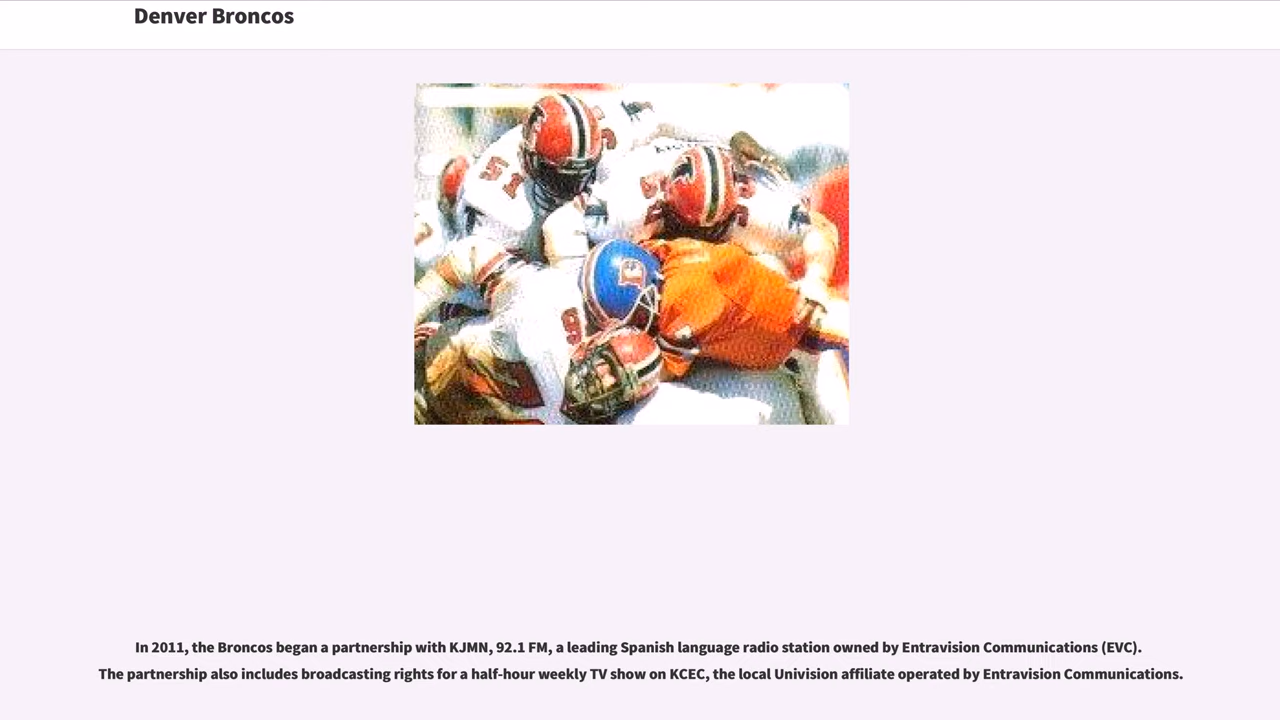 Denver Broncos
51
9
In 2011, the Broncos began a partnership with KJMN, 92.1 FM, a leading Spanish language radio station owned by Entravision Communications (EVC).
The partnership also includes broadcasting rights for a half-hour weekly TV show on KCEC, the local Univision affiliate operated by Entravision Communications.